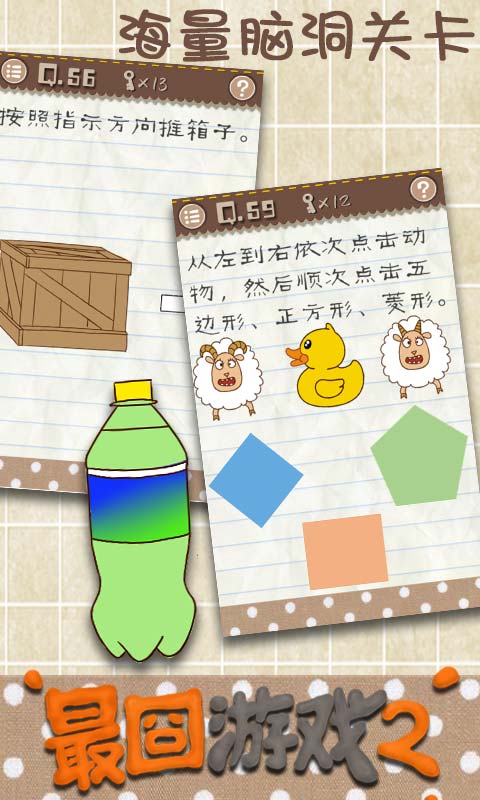 海量脑洞关卡
Q.56 ×13 ?
按照指示方向推箱子。
Q.59 ×12 ?
从左到右依次点击动
物，然后顺次点击五
边形、正方形、菱形。
最囧游戏2